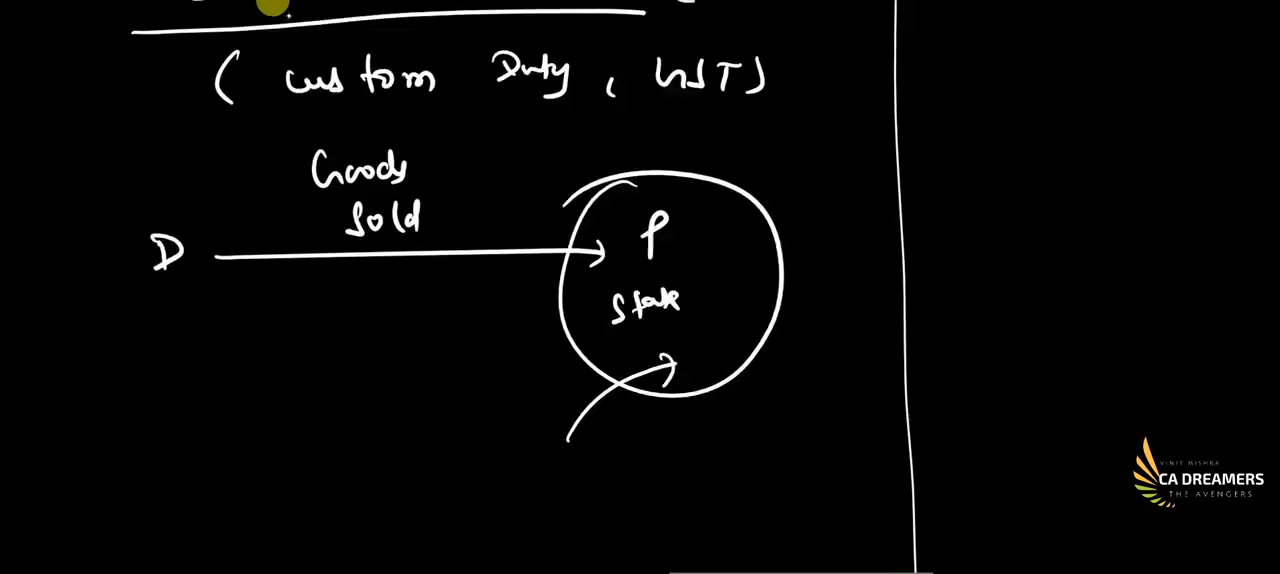 ( Custom Duty, GST)
Goods
Sold
D
P
State
VINIT MISHRA
CA DREAMERS
THE AVENGERS